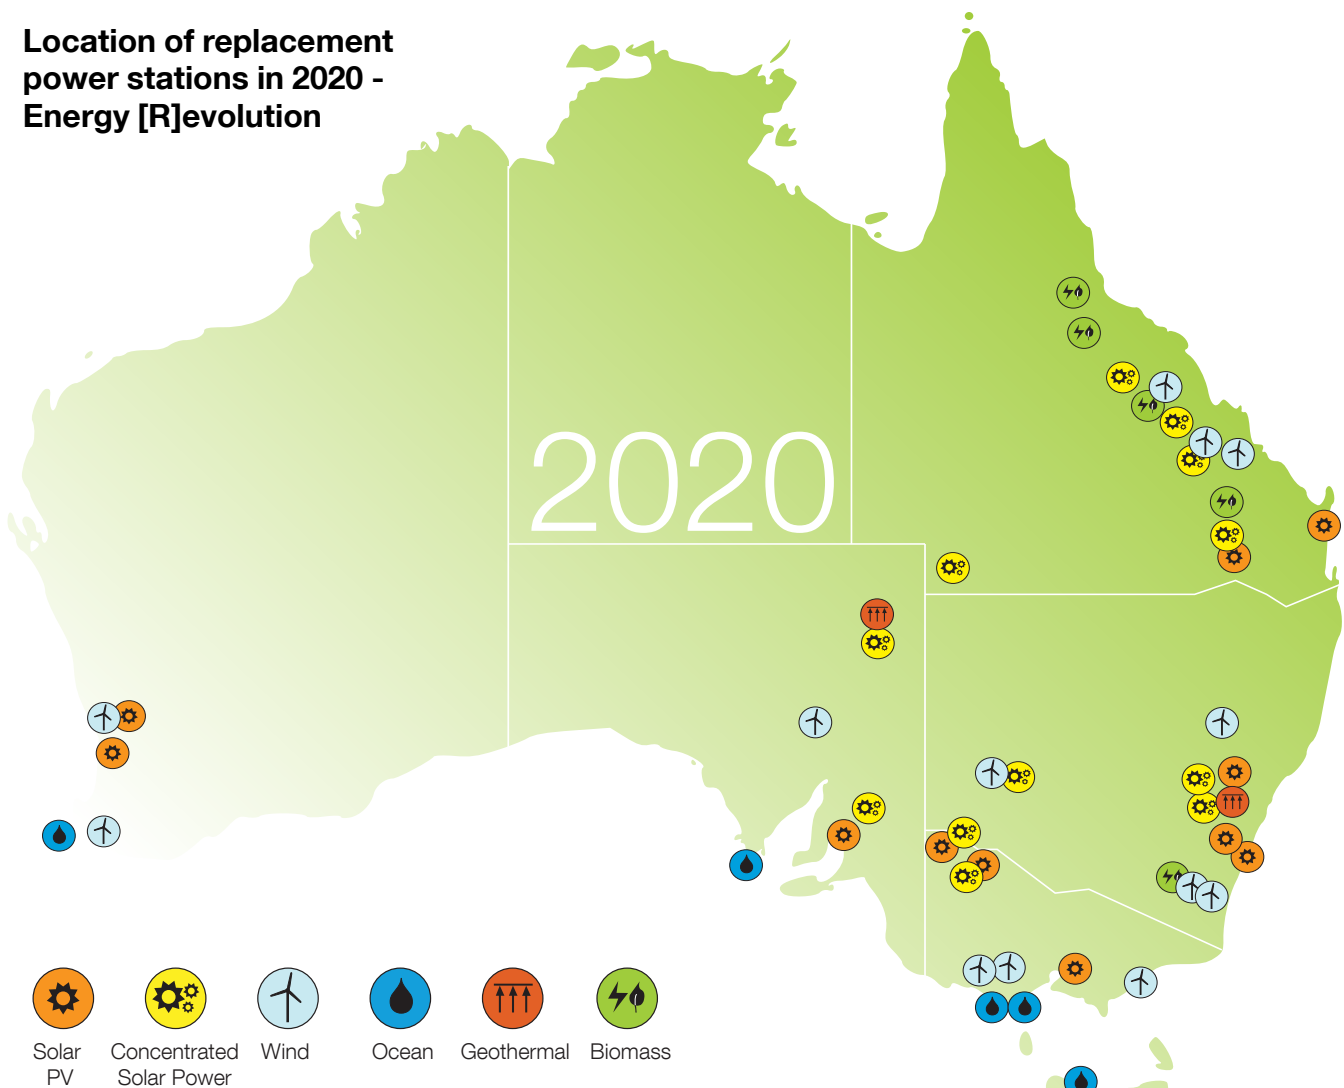 Location of replacement
power stations in 2020 -
Energy [R]evolution
2020
Solar
PV
Concentrated
Solar Power
Wind
Ocean
Geothermal
Biomass